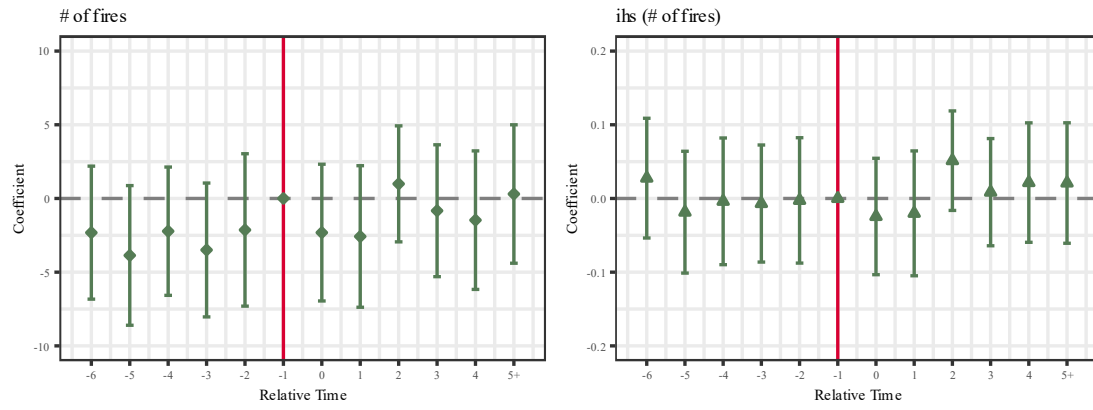 # of fires
10
5
0
-5
-10
Coefficient
-6 -5 -4 -3 -2 -1 0 1 2 3 4 5+
Relative Time
ihs (# of fires)
0.2
0.1
0.0
-0.1
-0.2
Coefficient
-6 -5 -4 -3 -2 -1 0 1 2 3 4 5+
Relative Time